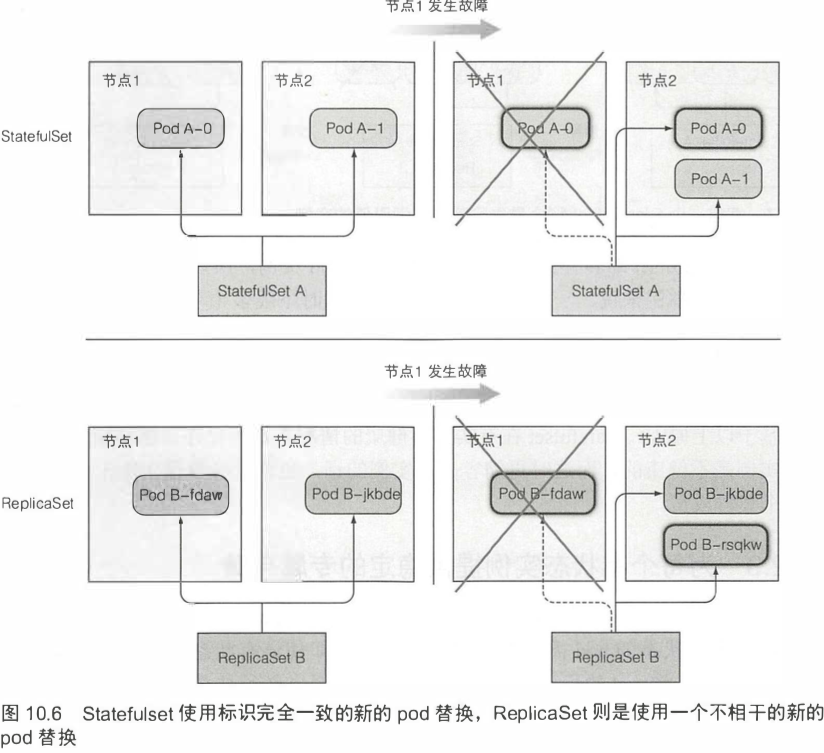 节点1 发生故障
节点1
节点2
节点1
节点2
StatefulSet
Pod A-0
Pod A-1
Pod A-0
Pod A-0
Pod A-1
StatefulSet A
StatefulSet A
节点1 发生故障
节点1
节点2
节点1
节点2
ReplicaSet
Pod B-fdawr
Pod B-jkbde
Pod B-fdawr
Pod B-jkbde
Pod B-rsqkw
ReplicaSet B
ReplicaSet B
图 10.6 Statefulset 使用标识完全一致的新的 pod 替换，ReplicaSet 则是使用一个不相干的新的
pod 替换